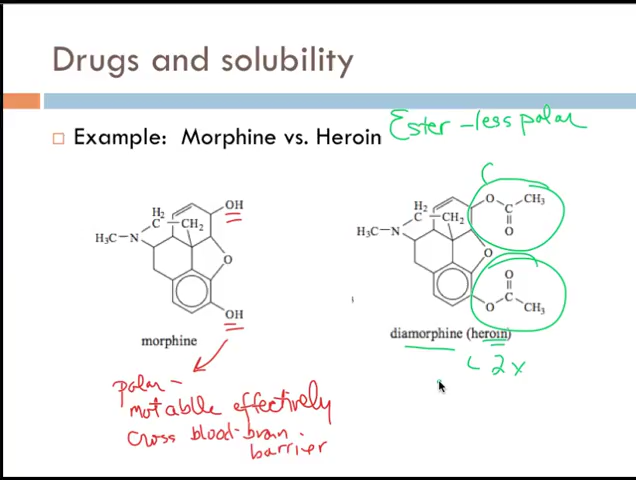 Drugs and solubility
Example: Morphine vs. Heroin
Ester - less polar
H2
C
CH2
H3C-N
OH
O
OH
morphine
H2
C
CH2
H3C-N
O
C
CH3
O
O
O
O
C
CH3
diamorphine (heroin)
2x
polar -
not able effectively
cross blood-brain
barrier